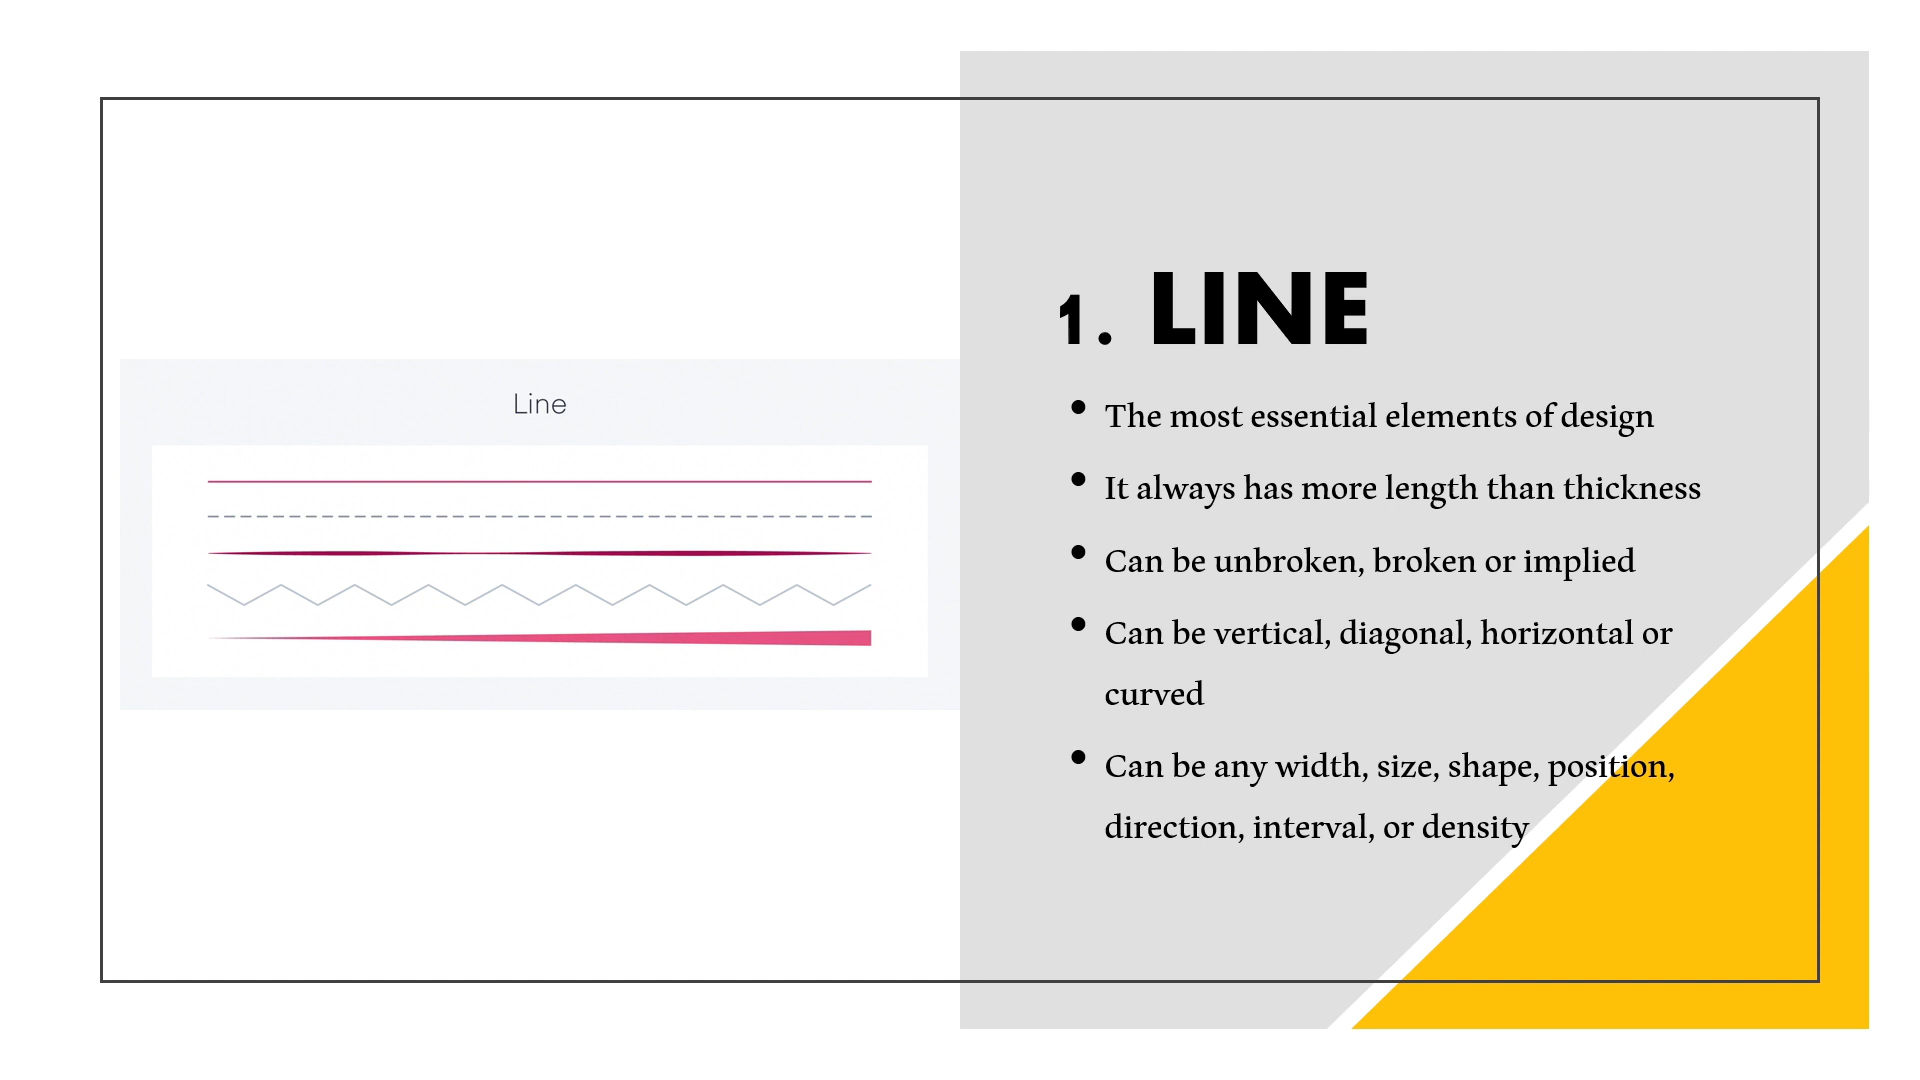 Line
1. LINE
• The most essential elements of design
• It always has more length than thickness
• Can be unbroken, broken or implied
• Can be vertical, diagonal, horizontal or
curved
• Can be any width, size, shape, position,
direction, interval, or density